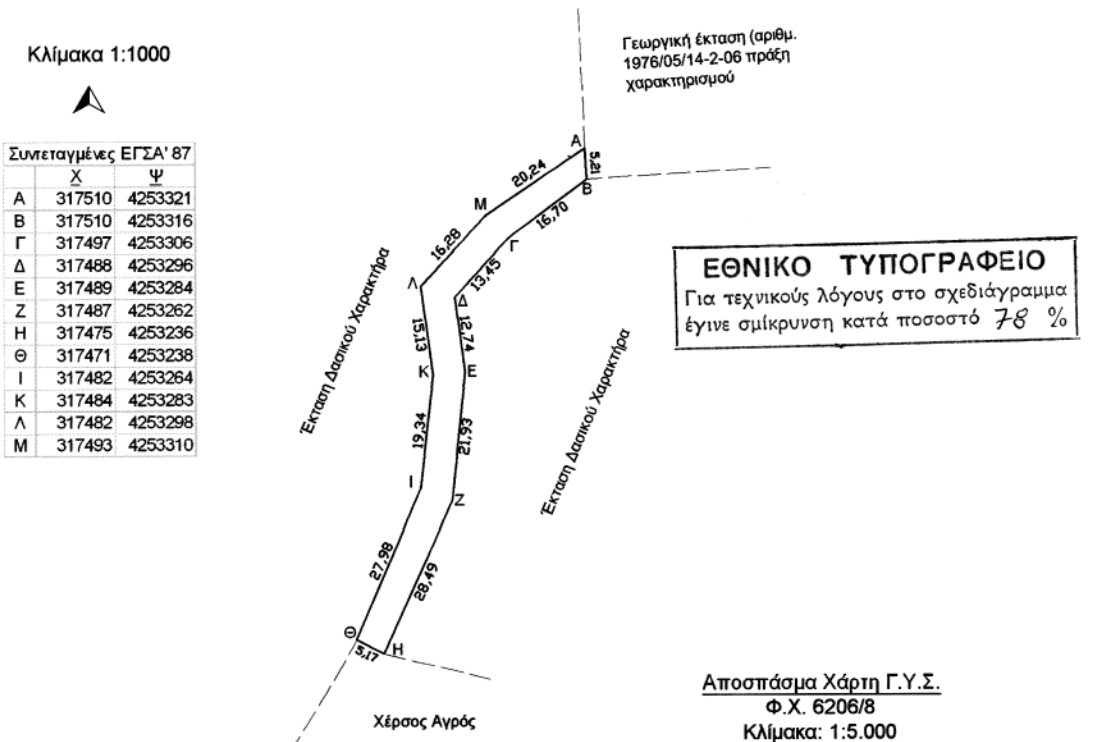 Κλίμακα 1:1000
Συντεταγμένες ΕΓΣΑ' 87
Χ Ψ
Α 317510 4253321
Β 317510 4253316
Γ 317497 4253306
Δ 317488 4253296
Ε 317489 4253284
Ζ 317487 4253262
Η 317475 4253236
Θ 317471 4253238
Ι 317482 4253264
Κ 317484 4253283
Λ 317482 4253298
Μ 317493 4253310
Γεωργική έκταση (αριθμ.
1976/05/14-2-06 πράξη
χαρακτηρισμού
Α
5,21
Β
20,24
Μ
16,70
Γ
16,28
13,45
Λ
Δ
15,13
12,74
Κ
Ε
19,34
21,93
Ι
Ζ
27,98
28,49
Θ
5,17
Η
Έκταση Δασικού Χαρακτήρα
Έκταση Δασικού Χαρακτήρα
Χέρσος Αγρός
ΕΘΝΙΚΟ ΤΥΠΟΓΡΑΦΕΙΟ
Για τεχνικούς λόγους στο σχεδιάγραμμα
έγινε σμίκρυνση κατά ποσοστό 78 %
Αποσπάσμα Χάρτη Γ.Υ.Σ.
Φ.Χ. 6206/8
Κλίμακα: 1:5.000